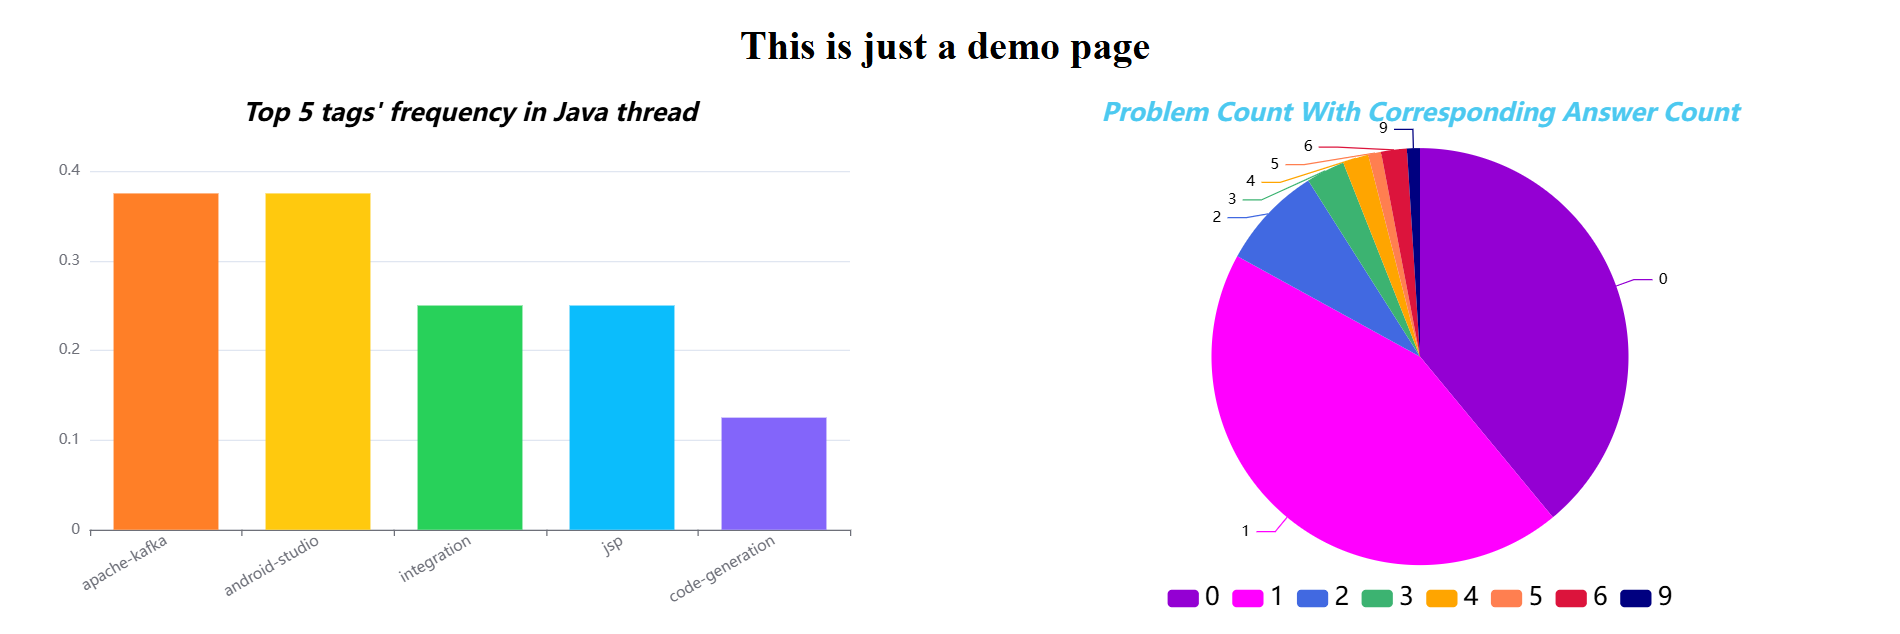 This is just a demo page
Top 5 tags' frequency in Java thread
0.4
0.3
0.2
0.1
0
apache-kafka
android-studio
integration
jsp
code-generation
Problem Count With Corresponding Answer Count
9
6
5
4
3
2
0
1
0 1 2 3 4 5 6 9